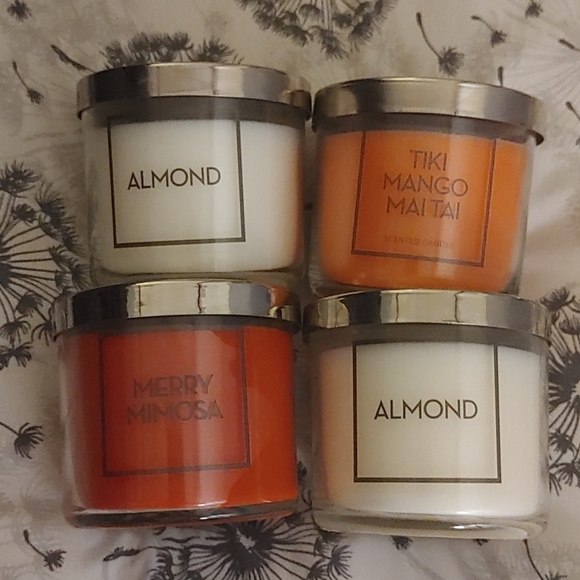 ALMOND
TIKI
MANGO
MAI TAI
SCENTED CANDLE
MERRY
MIMOSA
ALMOND